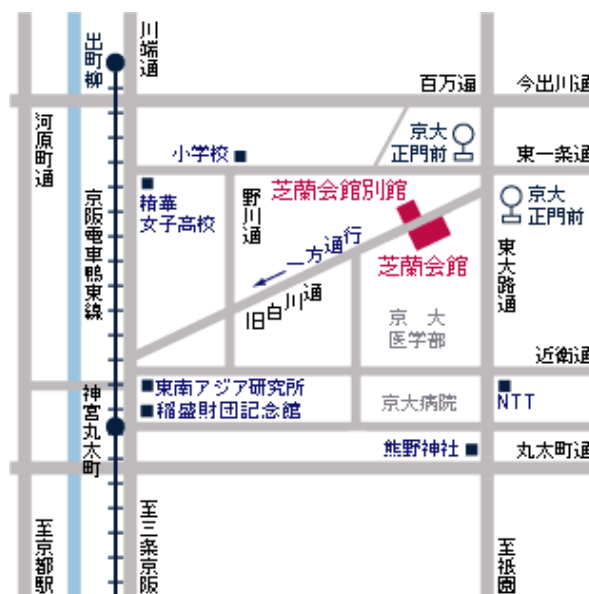 出町柳
川端通
百万通
今出川通
河原町通
小学校
京大
正門前
東一条通
精華
女子高校
野川通
芝蘭会館別館
京大
正門前
一方通行
芝蘭会館
京阪電車鴨東線
旧白川通
東大路通
京大
医学部
近衛通
東南アジア研究所
稲盛財団記念館
京大病院
NTT
神宮丸太町
熊野神社
丸太町通
至京都駅
至三条京阪
至祇園